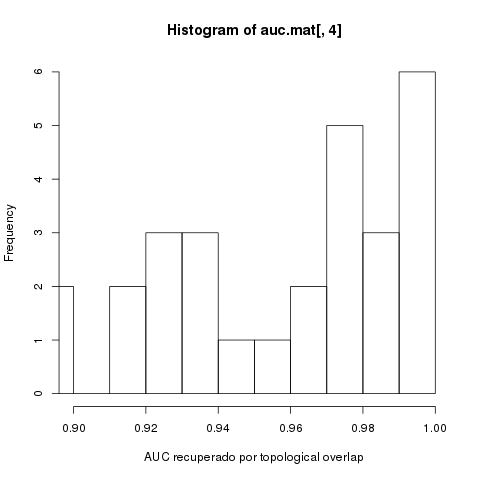 Histogram of auc.mat[, 4]
Frequency
6
5
4
3
2
1
0
0.90 0.92 0.94 0.96 0.98 1.00
AUC recuperado por topological overlap